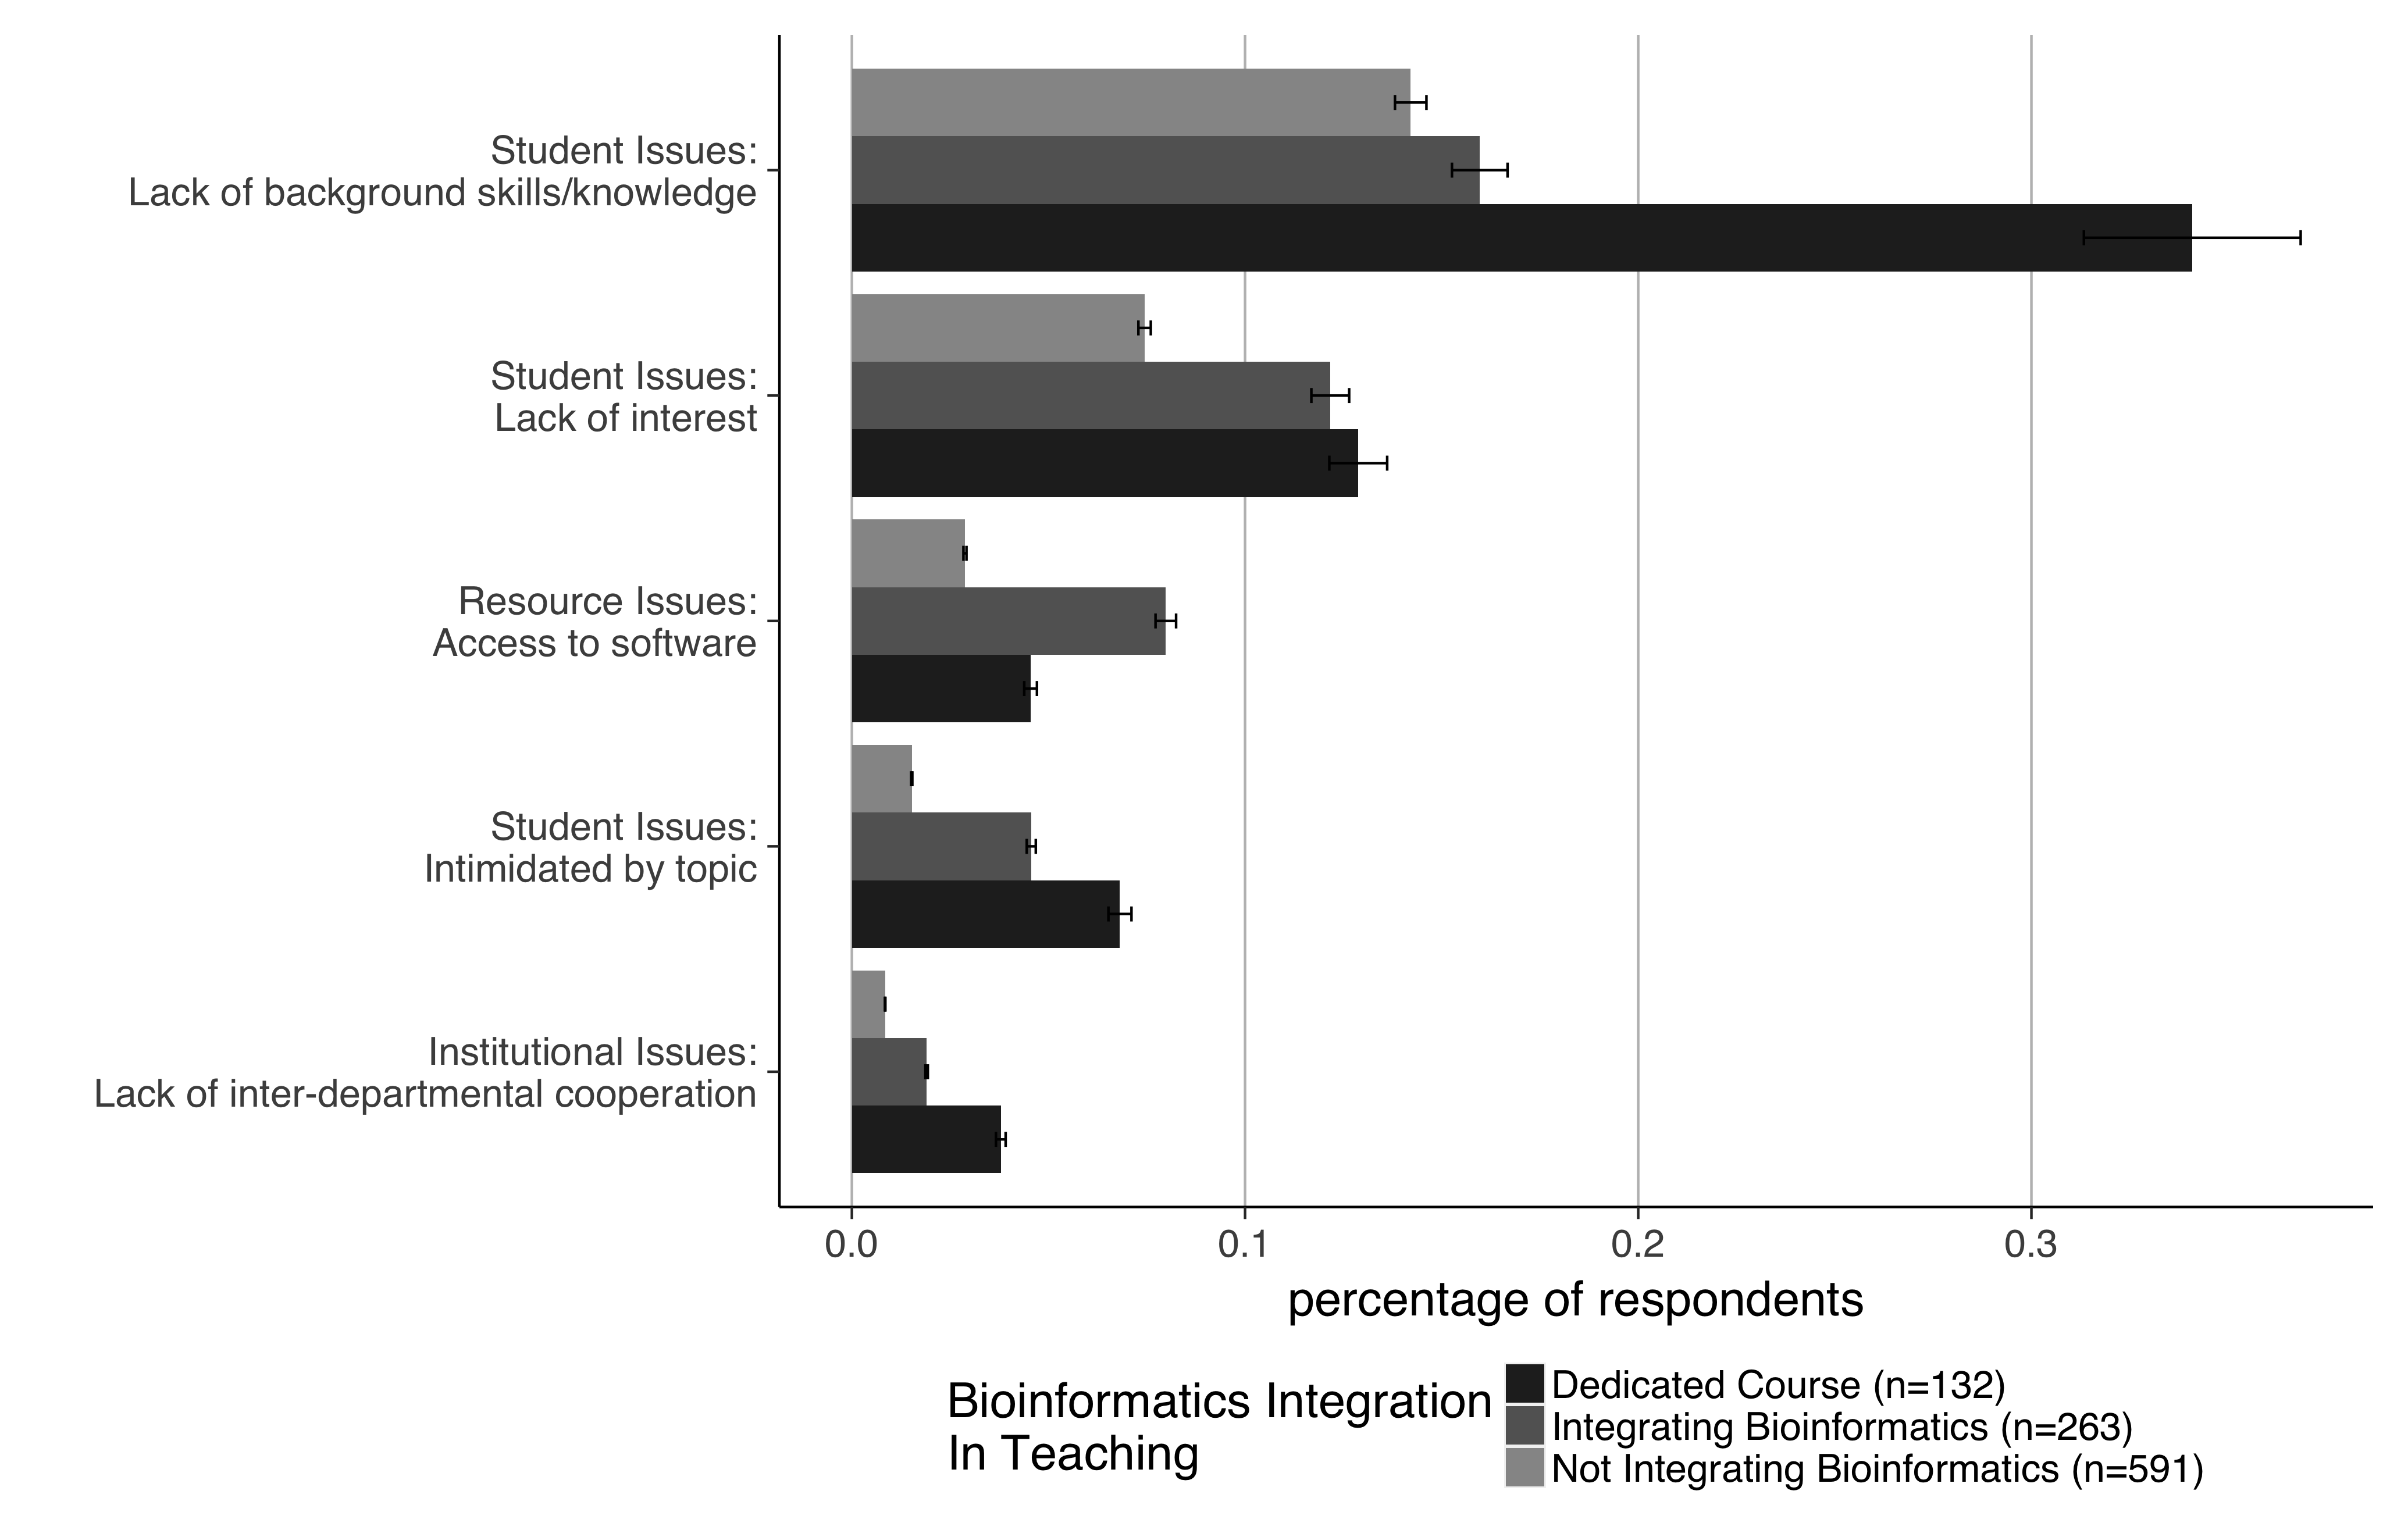 Student Issues:
Lack of background skills/knowledge
Student Issues:
Lack of interest
Resource Issues:
Access to software
Student Issues:
Intimidated by topic
Institutional Issues:
Lack of inter-departmental cooperation
0.0 0.1 0.2 0.3
percentage of respondents
Bioinformatics Integration
In Teaching
Dedicated Course (n=132)
Integrating Bioinformatics (n=263)
Not Integrating Bioinformatics (n=591)